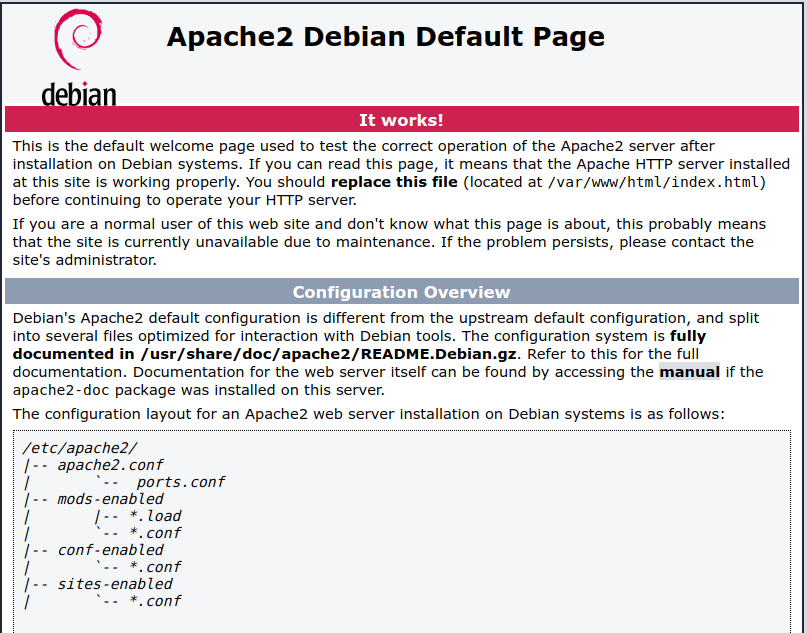 debian
Apache2 Debian Default Page
It works!
This is the default welcome page used to test the correct operation of the Apache2 server after
installation on Debian systems. If you can read this page, it means that the Apache HTTP server installed
at this site is working properly. You should replace this file (located at /var/www/html/index.html)
before continuing to operate your HTTP server.
If you are a normal user of this web site and don't know what this page is about, this probably means
that the site is currently unavailable due to maintenance. If the problem persists, please contact the
site's administrator.
Configuration Overview
Debian's Apache2 default configuration is different from the upstream default configuration, and split
into several files optimized for interaction with Debian tools. The configuration system is fully
documented in /usr/share/doc/apache2/README.Debian.gz. Refer to this for the full
documentation. Documentation for the web server itself can be found by accessing the manual if the
apache2-doc package was installed on this server.
The configuration layout for an Apache2 web server installation on Debian systems is as follows:
/etc/apache2/
|-- apache2.conf
|       `--  ports.conf
|-- mods-enabled
|       |-- *.load
|       `-- *.conf
|-- conf-enabled
|       `-- *.conf
|-- sites-enabled
|       `-- *.conf